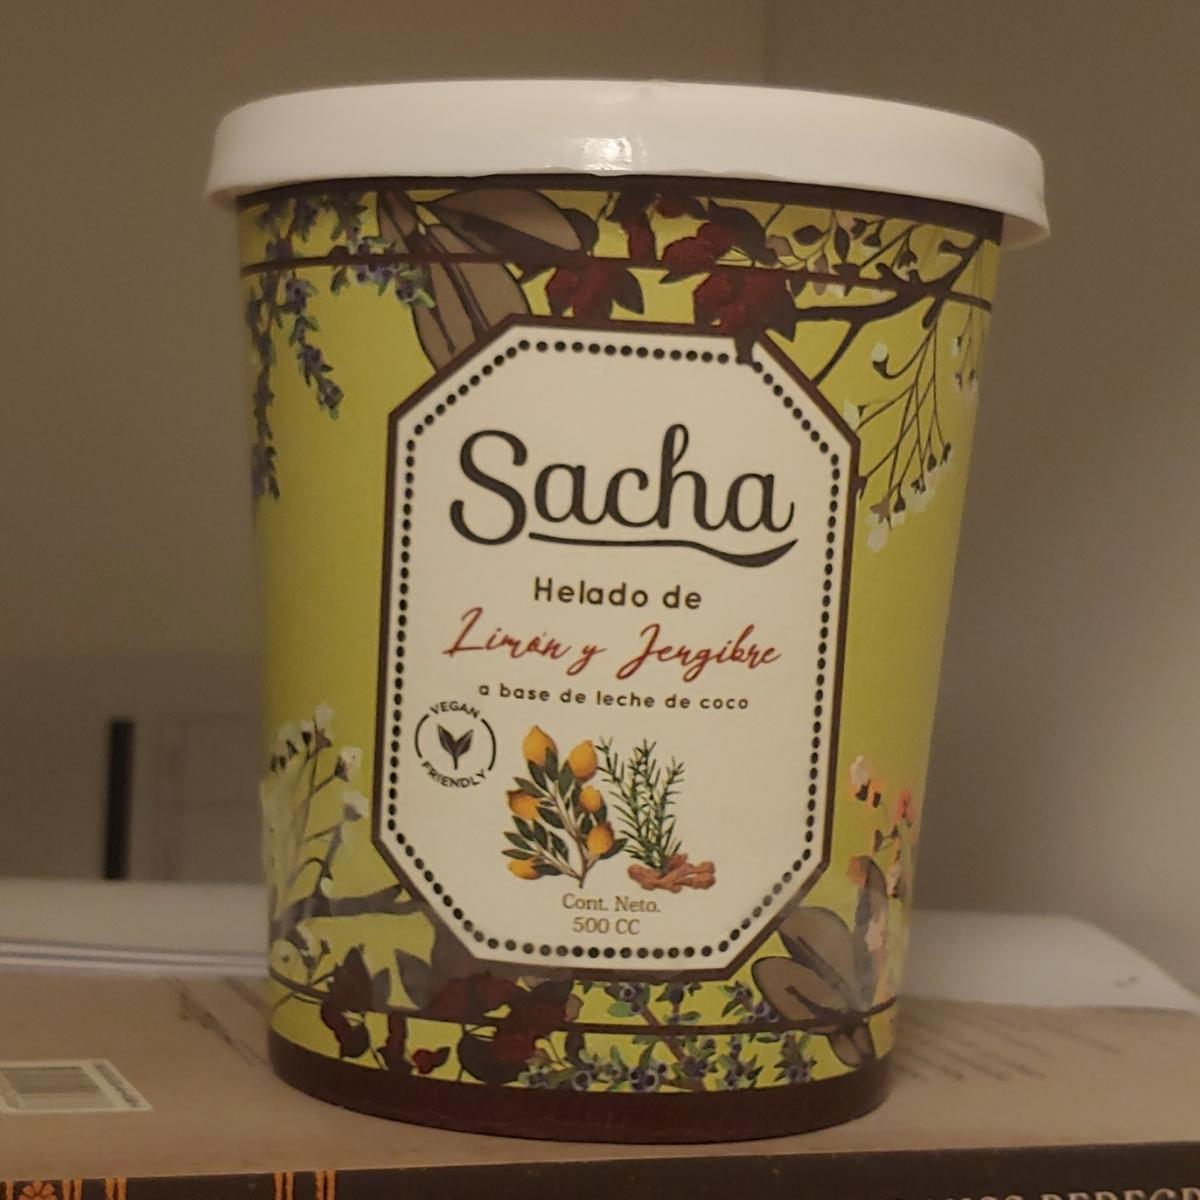 Sacha
Helado de
Limón y Jengibre
a base de leche de coco
VEGAN
FRIENDLY
Cont. Neto.
500 CC